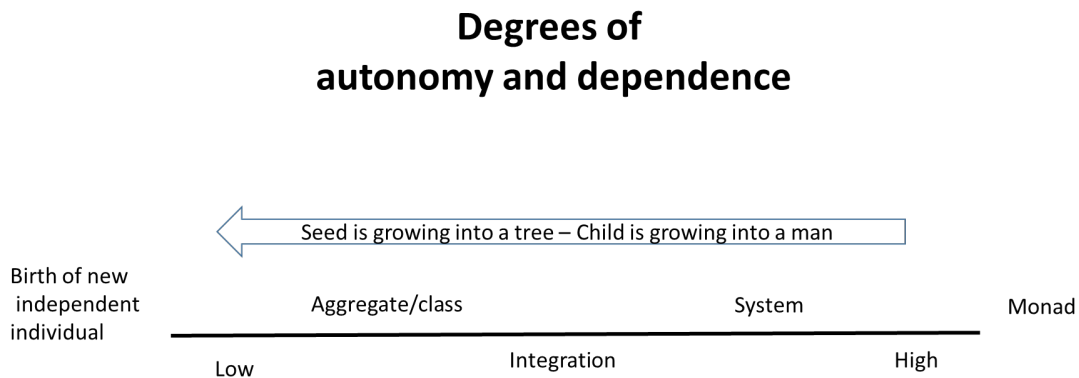 Degrees of
autonomy and dependence
Seed is growing into a tree – Child is growing into a man
Birth of new
independent
individual
Aggregate/class
System
Monad
Low
Integration
High